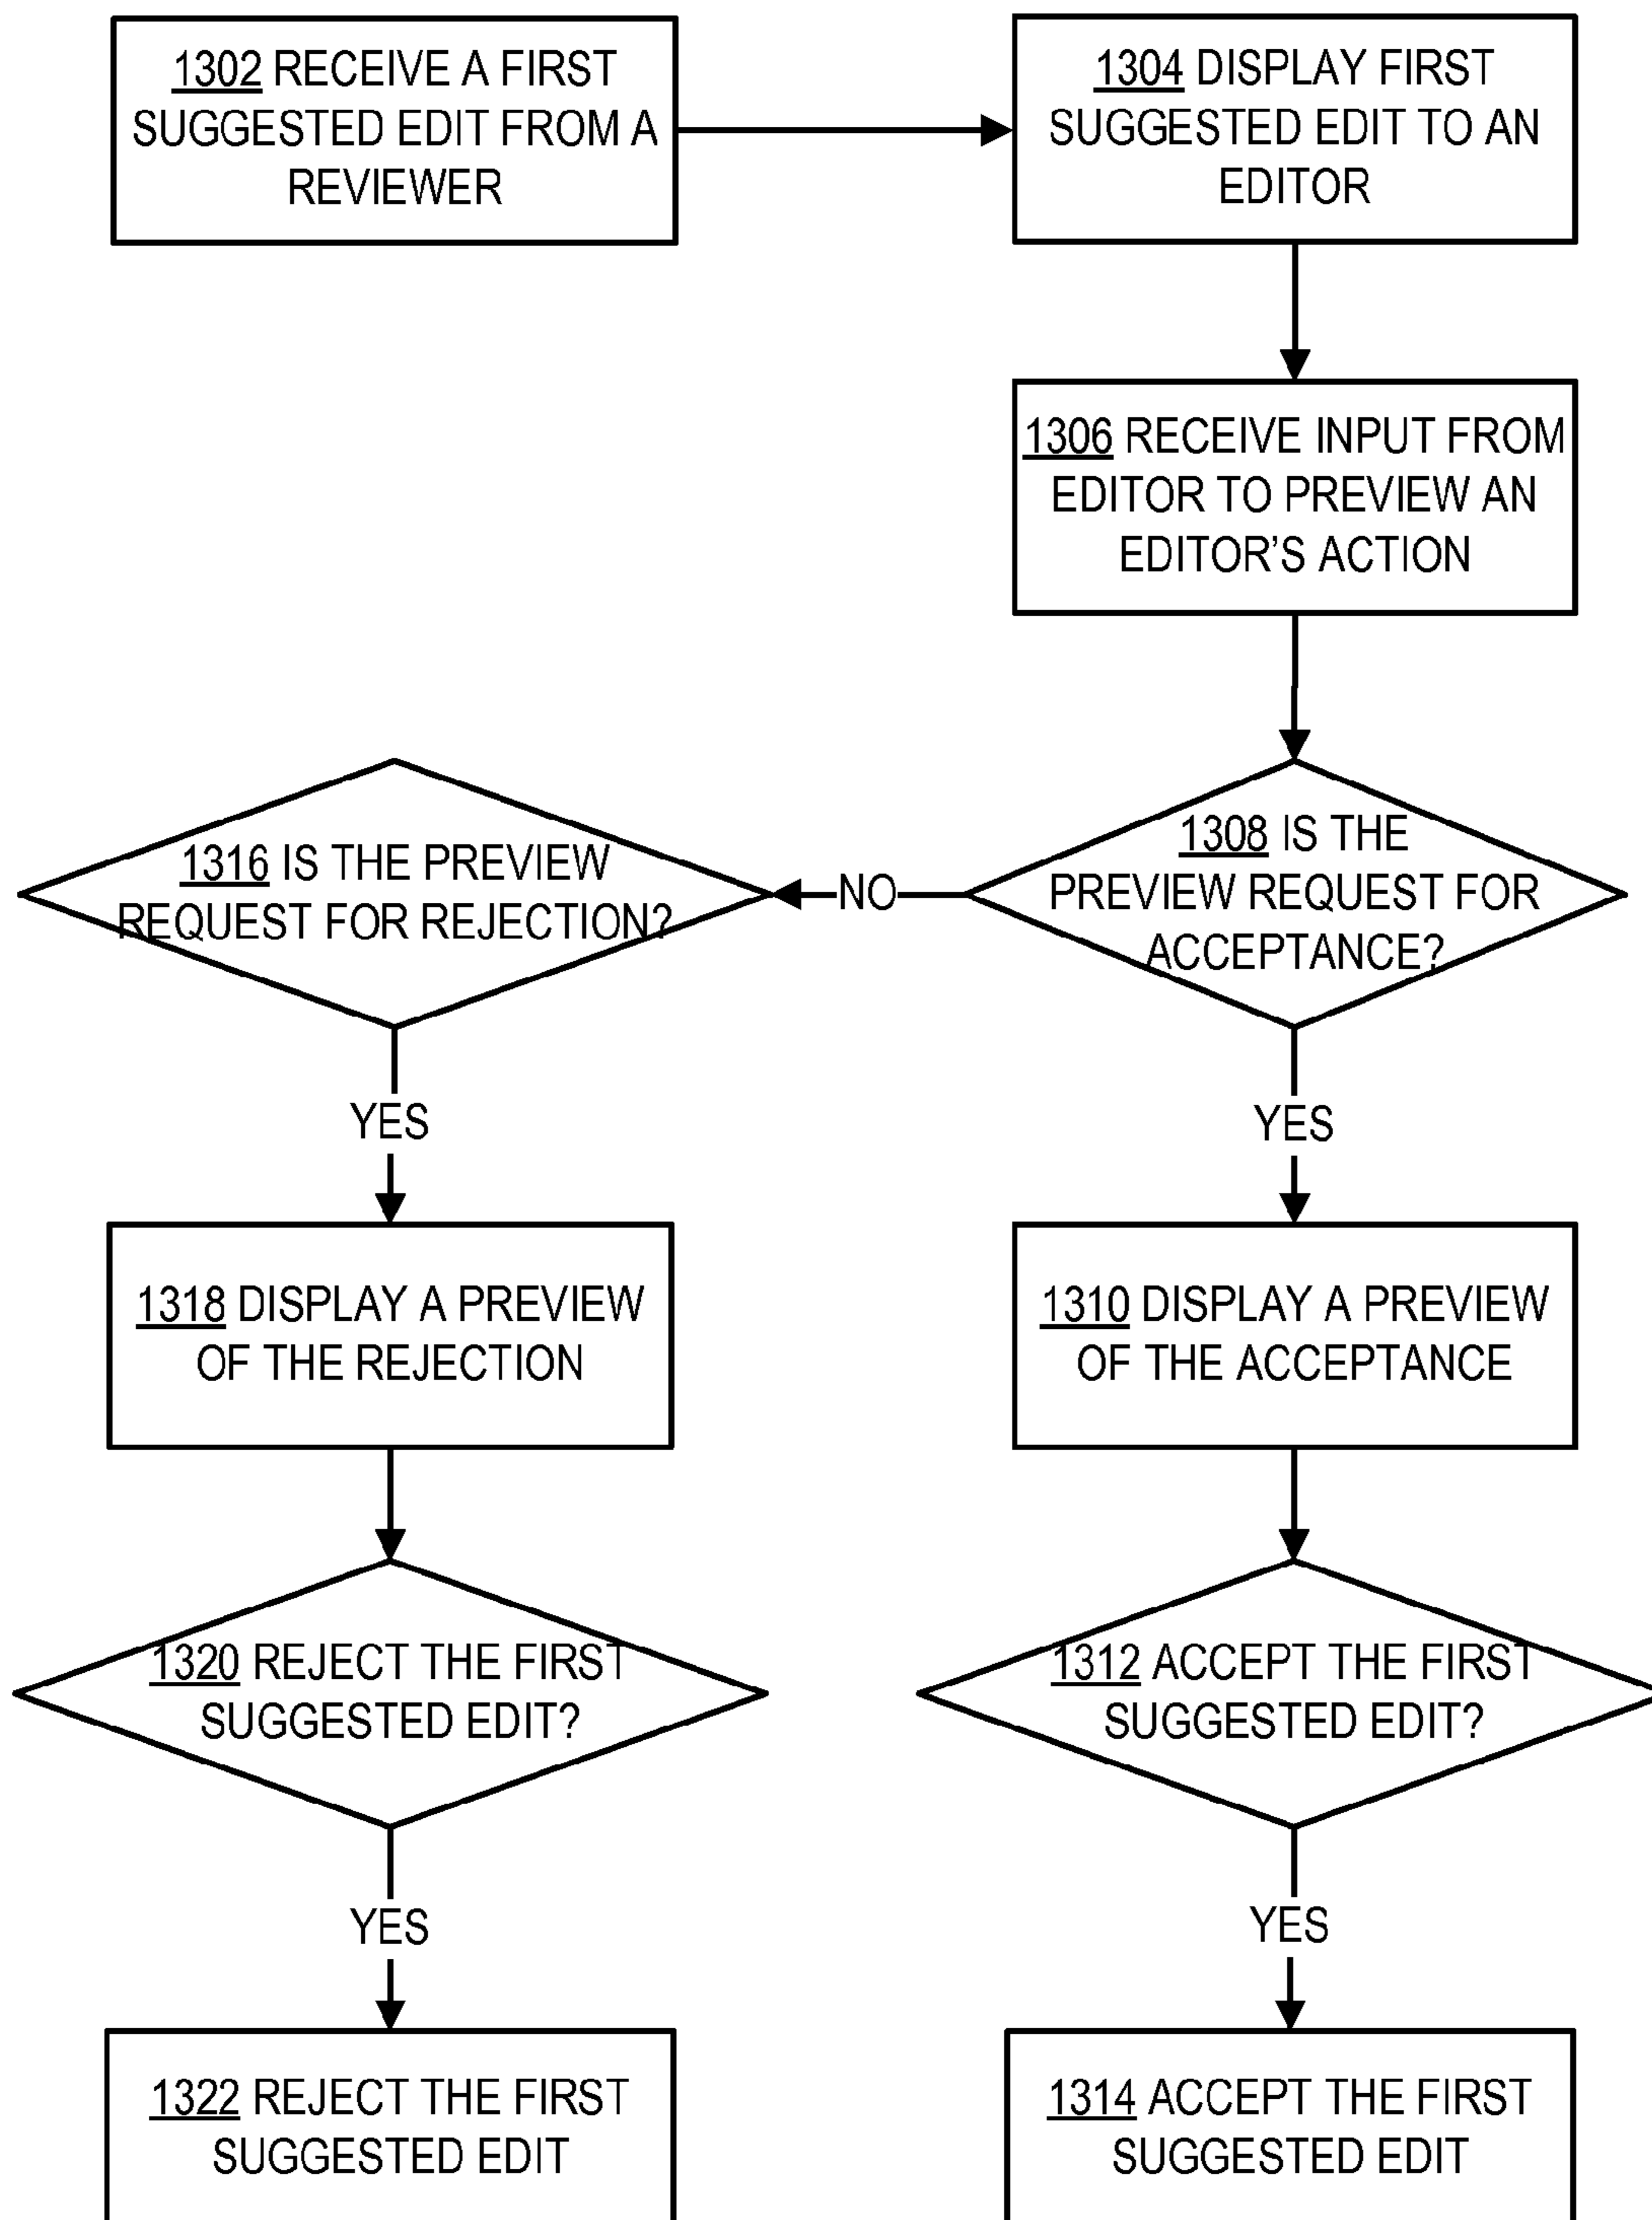 1302 RECEIVE A FIRST
SUGGESTED EDIT FROM A
REVIEWER
1304 DISPLAY FIRST
SUGGESTED EDIT TO AN
EDITOR
1306 RECEIVE INPUT FROM
EDITOR TO PREVIEW AN
EDITOR'S ACTION
1308 IS THE
PREVIEW REQUEST FOR
ACCEPTANCE?
NO
1316 IS THE PREVIEW
REQUEST FOR REJECTION?
YES
YES
1318 DISPLAY A PREVIEW
OF THE REJECTION
1310 DISPLAY A PREVIEW
OF THE ACCEPTANCE
1320 REJECT THE FIRST
SUGGESTED EDIT?
1312 ACCEPT THE FIRST
SUGGESTED EDIT?
YES
YES
1322 REJECT THE FIRST
SUGGESTED EDIT
1314 ACCEPT THE FIRST
SUGGESTED EDIT